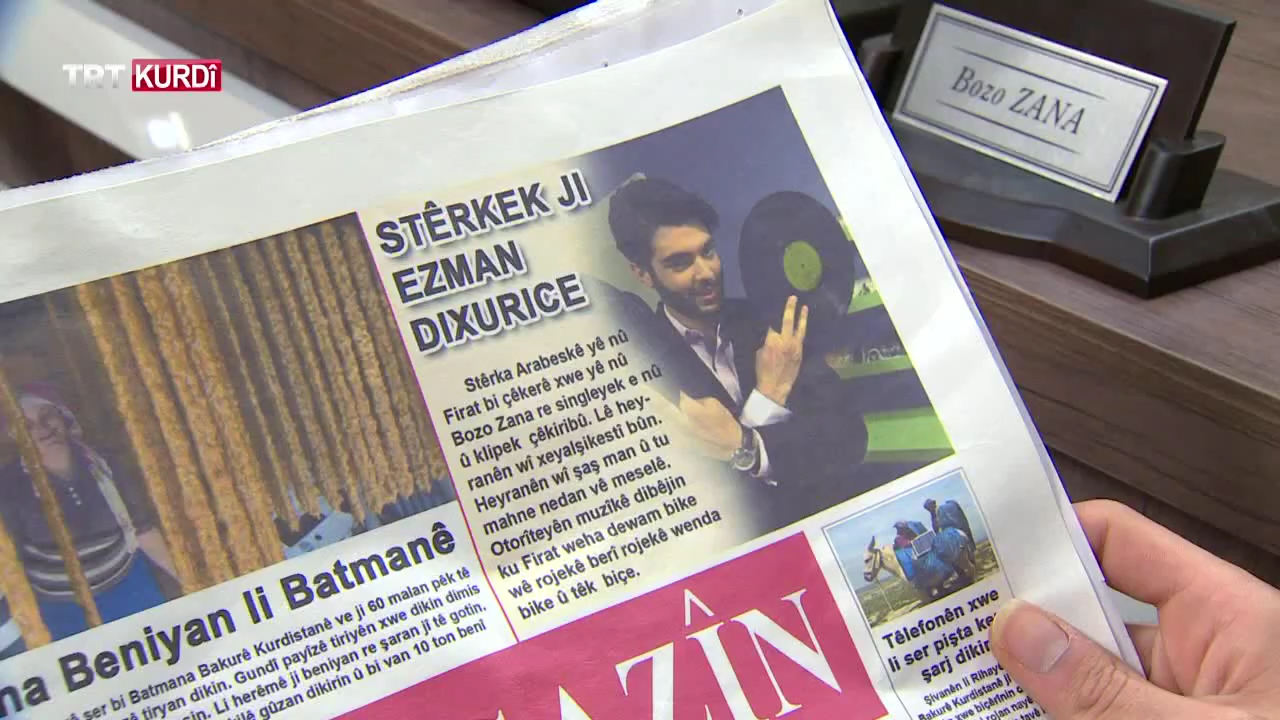 TRT KURDÎ
Bozo ZANA
STÊRKEK JI
EZMAN
DIXURICE
Stêrka Arabeskê yê nû
Firat bi çêkerê xwe yê nû
Bozo Zana re singleyek e nû
û klipek çêkiribû. Lê hey-
ranên wî xeyalşikestî bûn.
Heyranên wî şaş man û tu
mahne nedan vê meselê.
Otorîteyên muzîkê dibêjin
ku Firat weha dewam bike
wê rojekê berî rojekê wenda
bike û têk biçe.
Beniyan li Batmanê
ser bi Batmana Bakurê Kurdistanê ve ji 60 malan pêk tê
tiryan dikin. Gundî payîzê tiriyên xwe dikin dimis
Li herêmê ji beniyan re şaran jî tê gotin.
gûzan dikirin û bi van 10 ton benî
AZÎN
Têlefonên xwe
li ser pişta ke
şarj dikin
Şivanên li Rihaye
Bakurê Kurdistanê ji